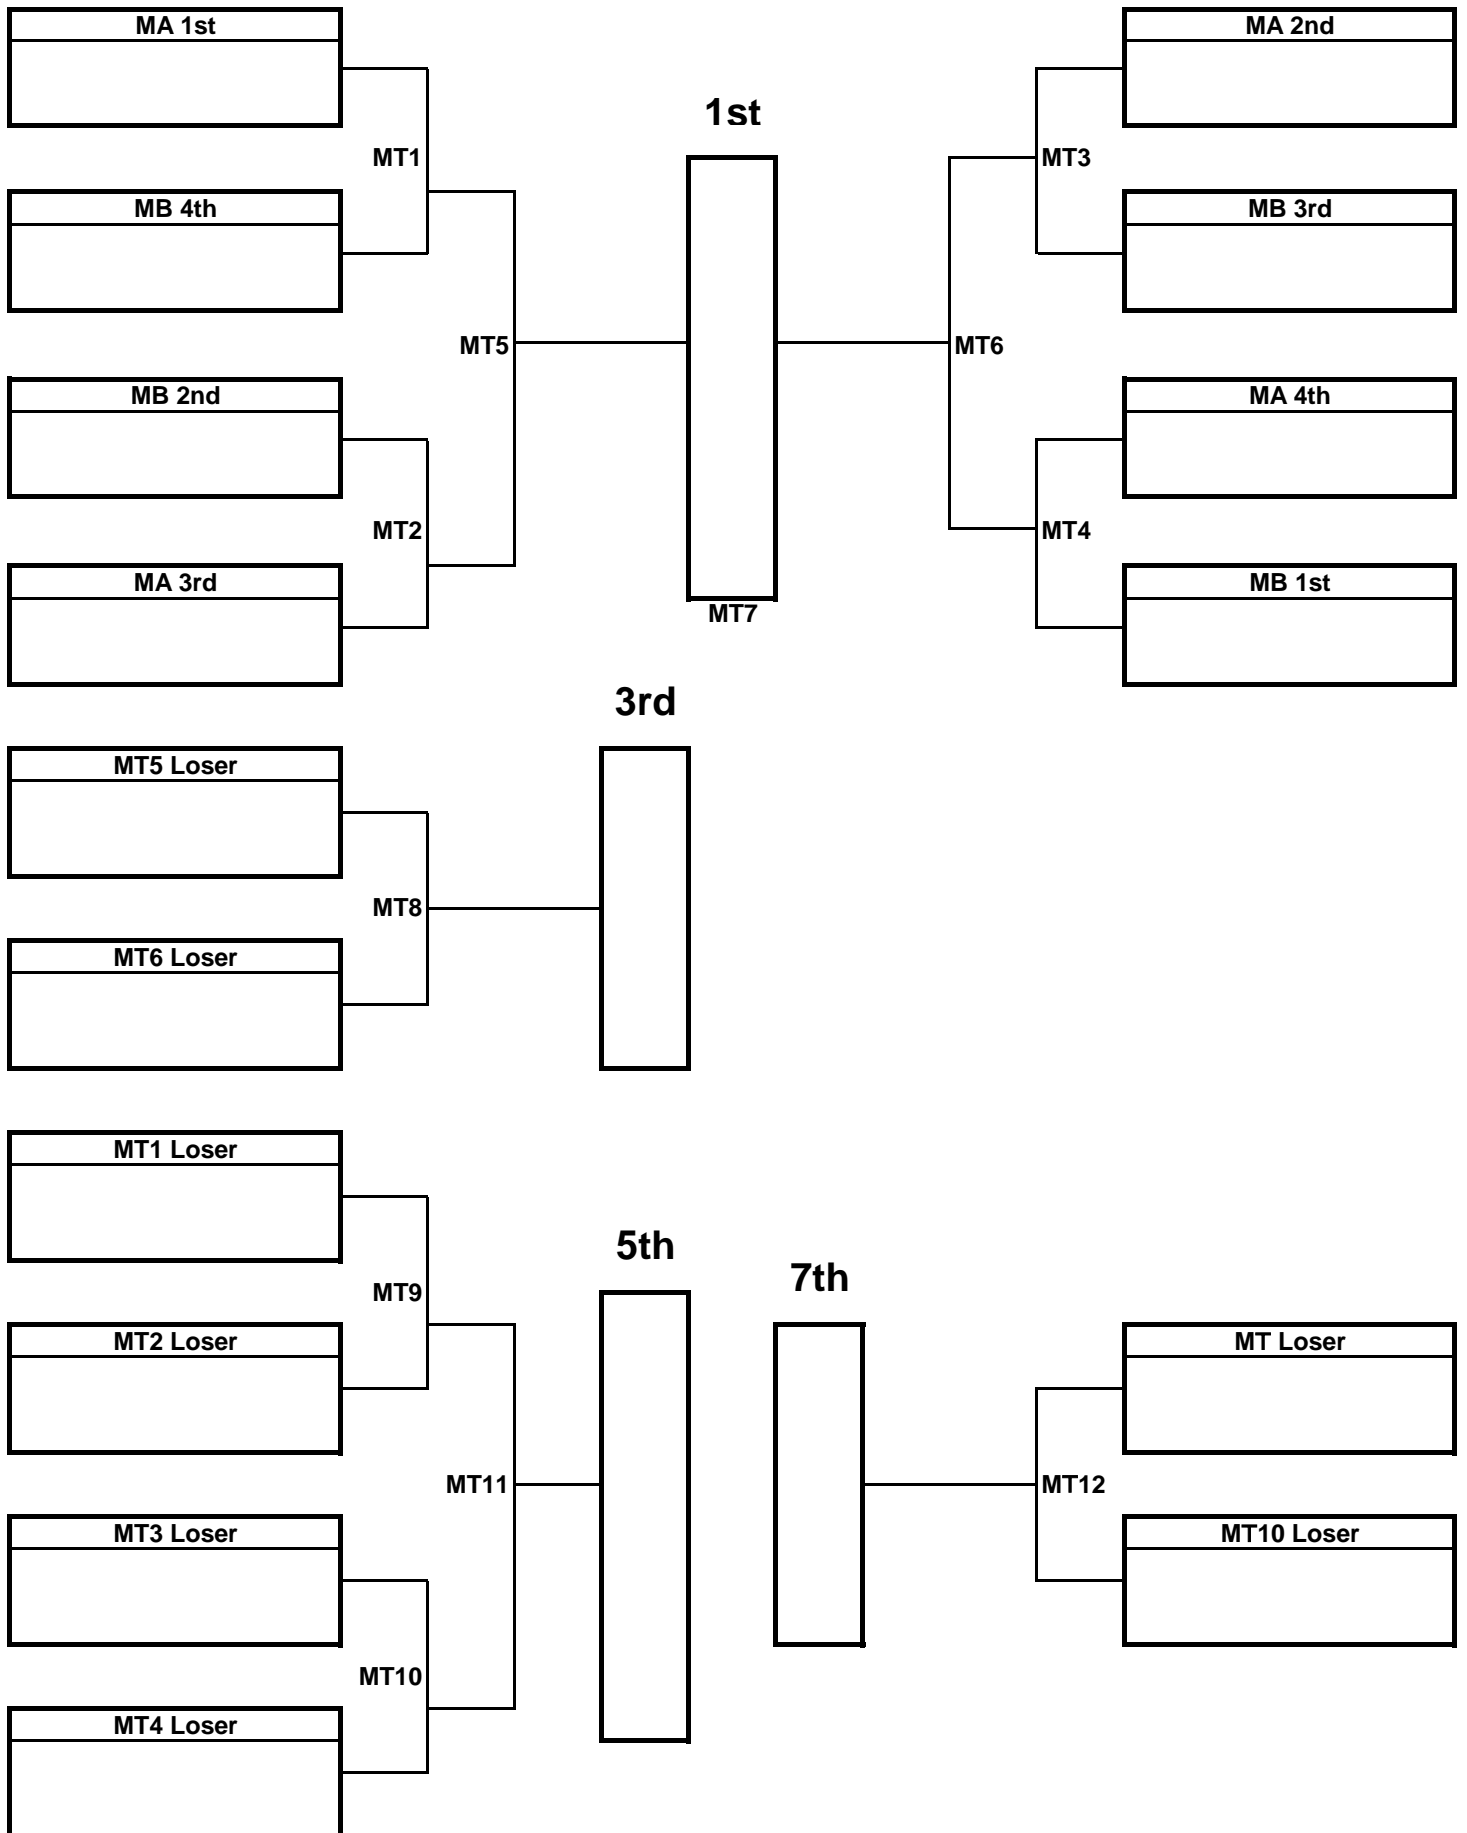 MA 1st
MA 2nd
1st
MT1
MT3
MB 4th
MB 3rd
MT5
MT6
MB 2nd
MA 4th
MT2
MT4
MA 3rd
MB 1st
MT7
3rd
MT5 Loser
MT8
MT6 Loser
MT1 Loser
5th
7th
MT9
MT2 Loser
MT Loser
MT11
MT12
MT3 Loser
MT10 Loser
MT10
MT4 Loser